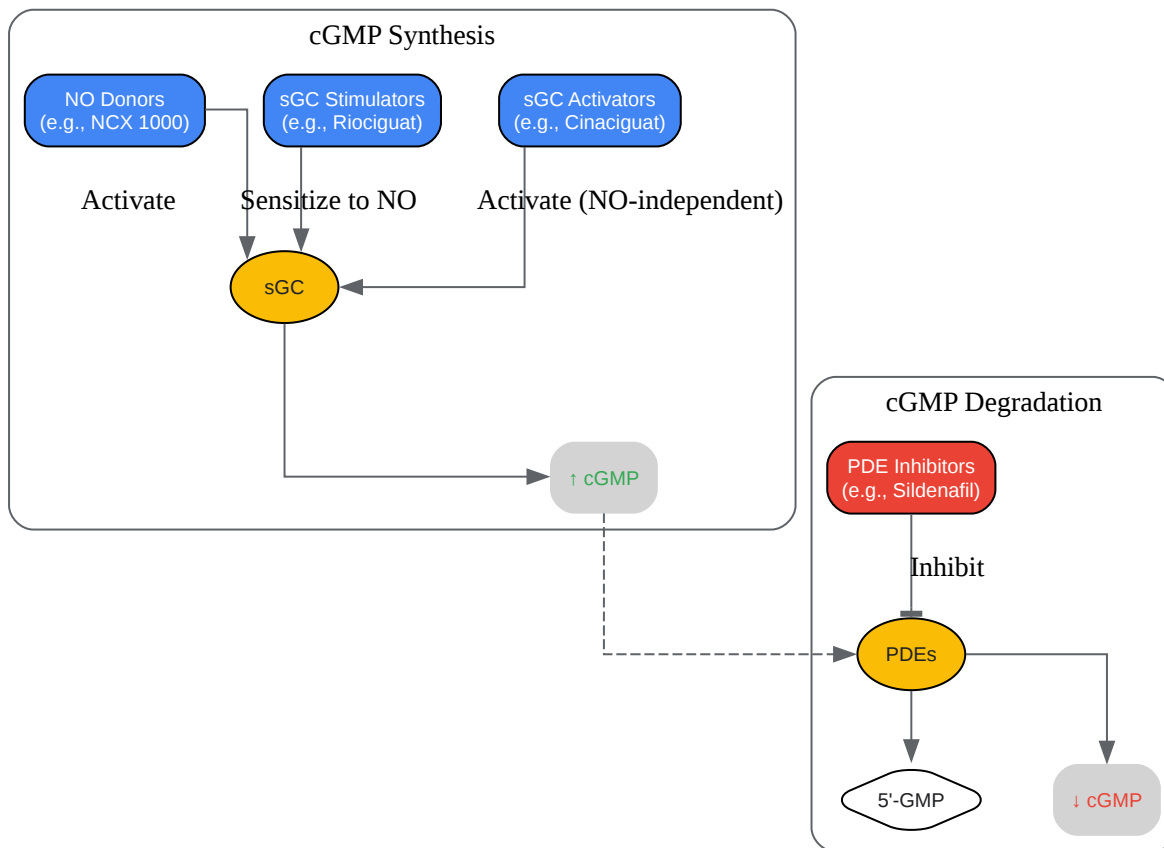 cGMP Synthesis
NO Donors
(e.g., NCX 1000)
sGC Stimulators
(e.g., Riociguat)
sGC Activators
(e.g., Cinaciguat)
Activate
Sensitize to NO
Activate (NO-independent)
sGC
↑ cGMP
cGMP Degradation
PDE Inhibitors
(e.g., Sildenafil)
Inhibit
PDEs
5'-GMP
↓ cGMP